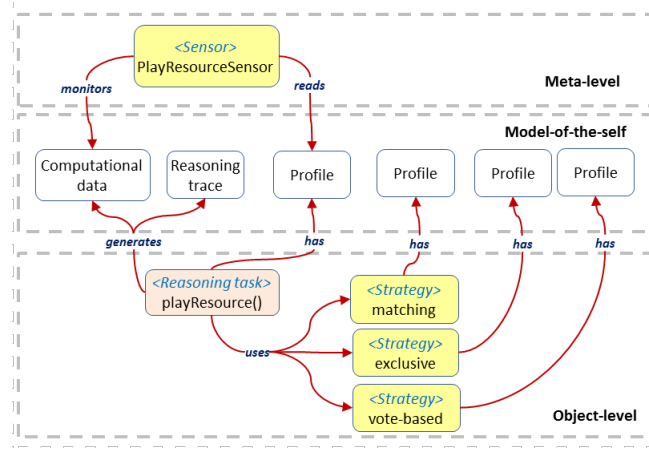 <Sensor>
PlayResourceSensor
monitors
reads
Meta-level
Model-of-the-self
Computational
data
Reasoning
trace
Profile
Profile
Profile
Profile
generates
has
has
has
has
<Reasoning task>
playResource()
<Strategy>
matching
uses
<Strategy>
exclusive
<Strategy>
vote-based
Object-level